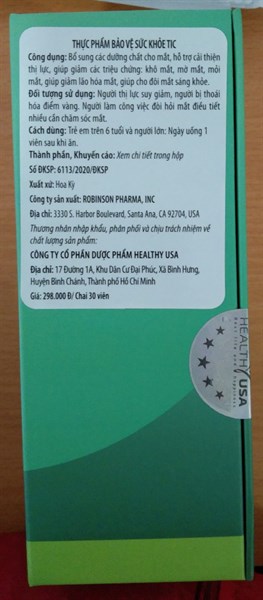 THỰC PHẨM BẢO VỆ SỨC KHỎE TIC
Công dụng: Bổ sung các dưỡng chất cho mắt, hỗ trợ cải thiện
thị lực, giúp giảm các triệu chứng: khô mắt, mờ mắt, mỏi
mắt, giúp giảm lão hóa mắt, giúp cho đôi mắt sáng khỏe.
Đối tượng sử dụng: Người thị lực suy giảm, người bị thoái
hóa điểm vàng. Người làm công việc đòi hỏi mắt điều tiết
nhiều cần chăm sóc mắt.
Cách dùng: Trẻ em trên 6 tuổi và người lớn: Ngày uống 1
viên sau khi ăn.
Thành phần, Khuyến cáo: Xem chi tiết trong hộp
Số ĐKSP: 6113/2020/ĐKSP
Xuất xứ: Hoa Kỳ
Công ty sản xuất: ROBINSON PHARMA, INC
Địa chỉ: 3330 S. Harbor Boulevard, Santa Ana, CA 92704, USA
Thương nhân nhập khẩu, phân phối và chịu trách nhiệm về
chất lượng sản phẩm:
CÔNG TY CỔ PHẦN DƯỢC PHẨM HEALTHY USA
Địa chỉ: 17 Đường 1A, Khu Dân Cư Đại Phúc, Xã Bình Hưng,
Huyện Bình Chánh, Thành phố Hồ Chí Minh
Giá: 298.000 Đ/ Chai 30 viên
HEALTHY USA